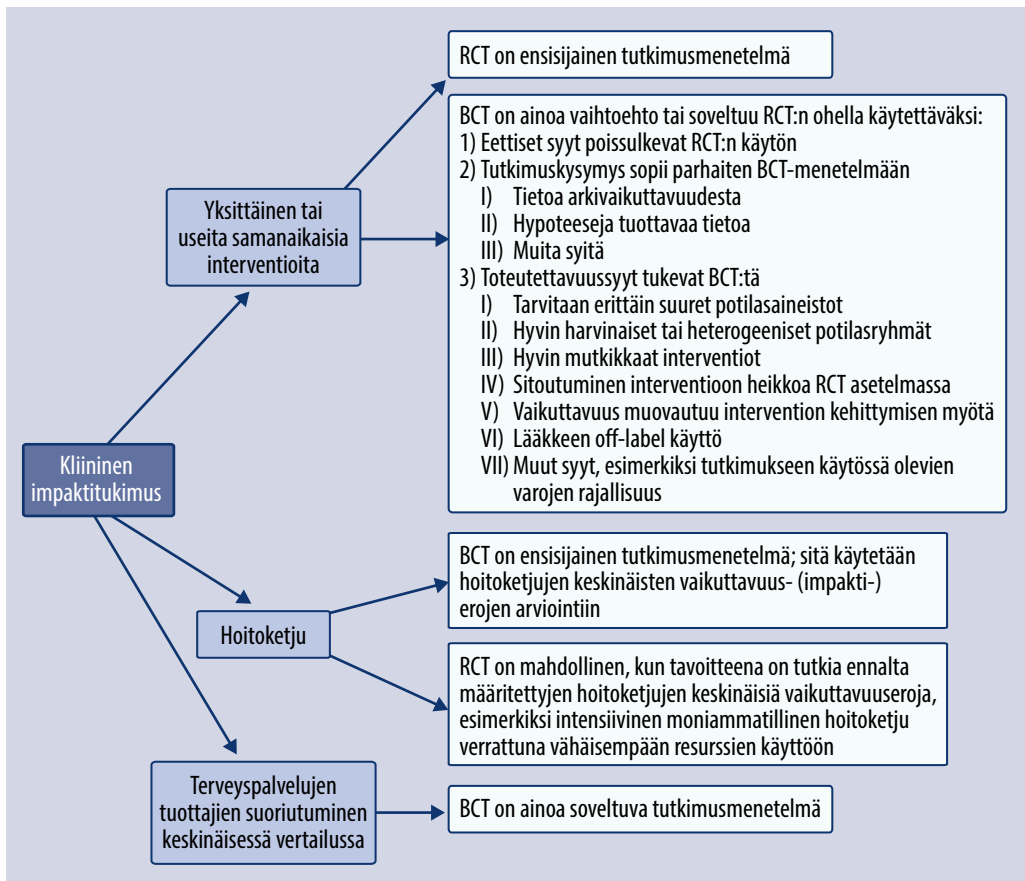 RCT on ensisijainen tutkimusmenetelmä
BCT on ainoa vaihtoehto tai soveltuu RCT:n ohella käytettäväksi:
1) Eettiset syyt poissulkevat RCT:n käytön
2) Tutkimuskysymys sopii parhaiten BCT-menetelmään
I) Tietoa arkivaikuttavuudesta
II) Hypoteeseja tuottavaa tietoa
III) Muita syitä
3) Toteutettavuussyyt tukevat BCT:tä
I) Tarvitaan erittäin suuret potilasaineistot
II) Hyvin harvinaiset tai heterogeeniset potilasryhmät
III) Hyvin mutkikkaat interventiot
IV) Sitoutuminen interventioon heikkoa RCT asetelmassa
V) Vaikuttavuus muovautuu intervention kehittymisen myötä
VI) Lääkkeen off-label käyttö
VII) Muut syyt, esimerkiksi tutkimukseen käytössä olevien
varojen rajallisuus
Yksittäinen tai
useita samanaikaisia
interventioita
Kliininen
impaktitukimus
BCT on ensisijainen tutkimusmenetelmä; sitä käytetään
hoitoketjujen keskinäisten vaikuttavuus- (impakti-)
erojen arviointiin
Hoitoketju
RCT on mahdollinen, kun tavoitteena on tutkia ennalta
määritettyjen hoitoketjujen keskinäisiä vaikuttavuuseroja,
esimerkiksi intensiivinen moniammatillinen hoitoketju
verrattuna vähäisempään resurssien käyttöön
Terveyspalvelujen
tuottajien suoriutuminen
keskinäisessä vertailussa
BCT on ainoa soveltuva tutkimusmenetelmä